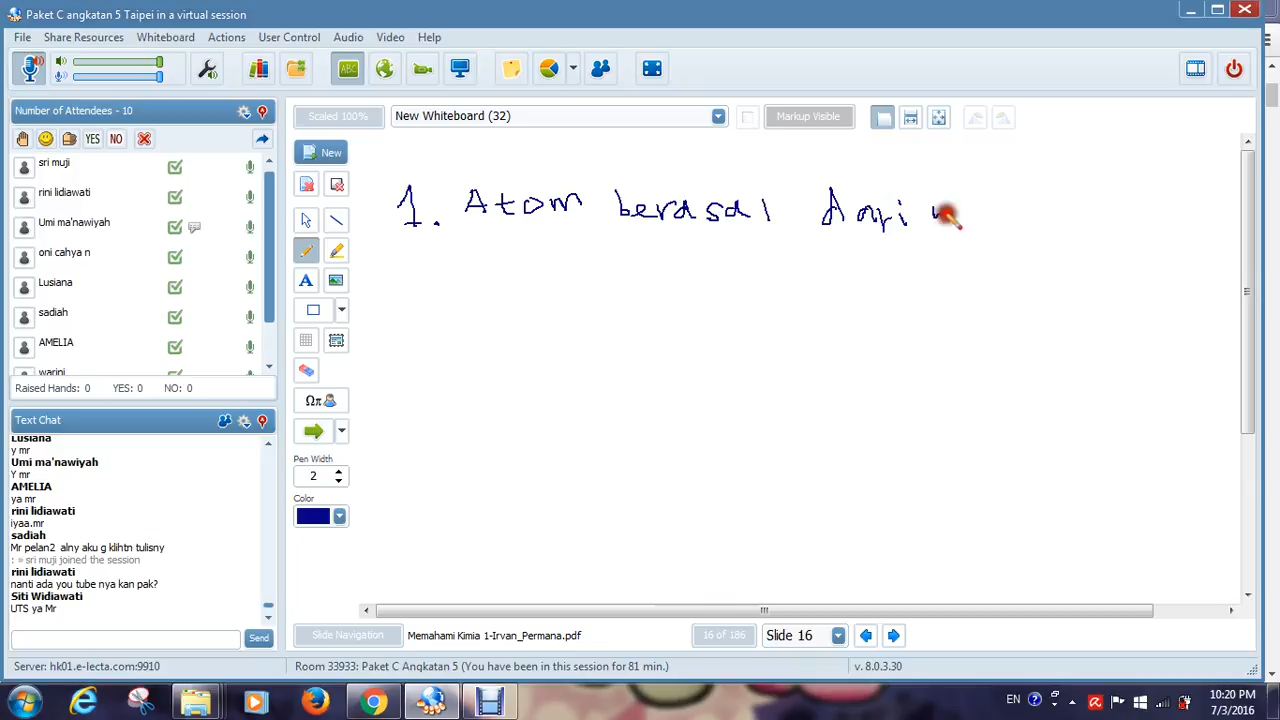 Paket C angkatan 5 Taipei in a virtual session
File Share Resources Whiteboard Actions User Control Audio Video Help
Number of Attendees - 10
YES NO
sri muji
rini lidiawati
Umi ma'nawiyah
oni cahya n
Lusiana
sadiah
AMELIA
warini
Raised Hands: 0 YES: 0 NO: 0
Text Chat
Lusiana
y mr
Umi ma'nawiyah
Y mr
AMELIA
ya mr
rini lidiawati
iyaa.mr
sadiah
Mr pelan2 alny aku g klihtn tulisny
: » sri muji joined the session
rini lidiawati
nanti ada you tube nya kan pak?
Siti Widiawati
UTS ya Mr
Send
Scaled 100% New Whiteboard (32) Markup Visible
New
ABC
A
Ωπ
Pen Width
2
Color
1. Atom berasal dari
Slide Navigation Memahami Kimia 1-Irvan_Permana.pdf 16 of 186 Slide 16
Server: hk01.e-lecta.com:9910 Room 33933: Paket C Angkatan 5 (You have been in this session for 81 min.) v. 8.0.3.30
EN 10:20 PM
7/3/2016